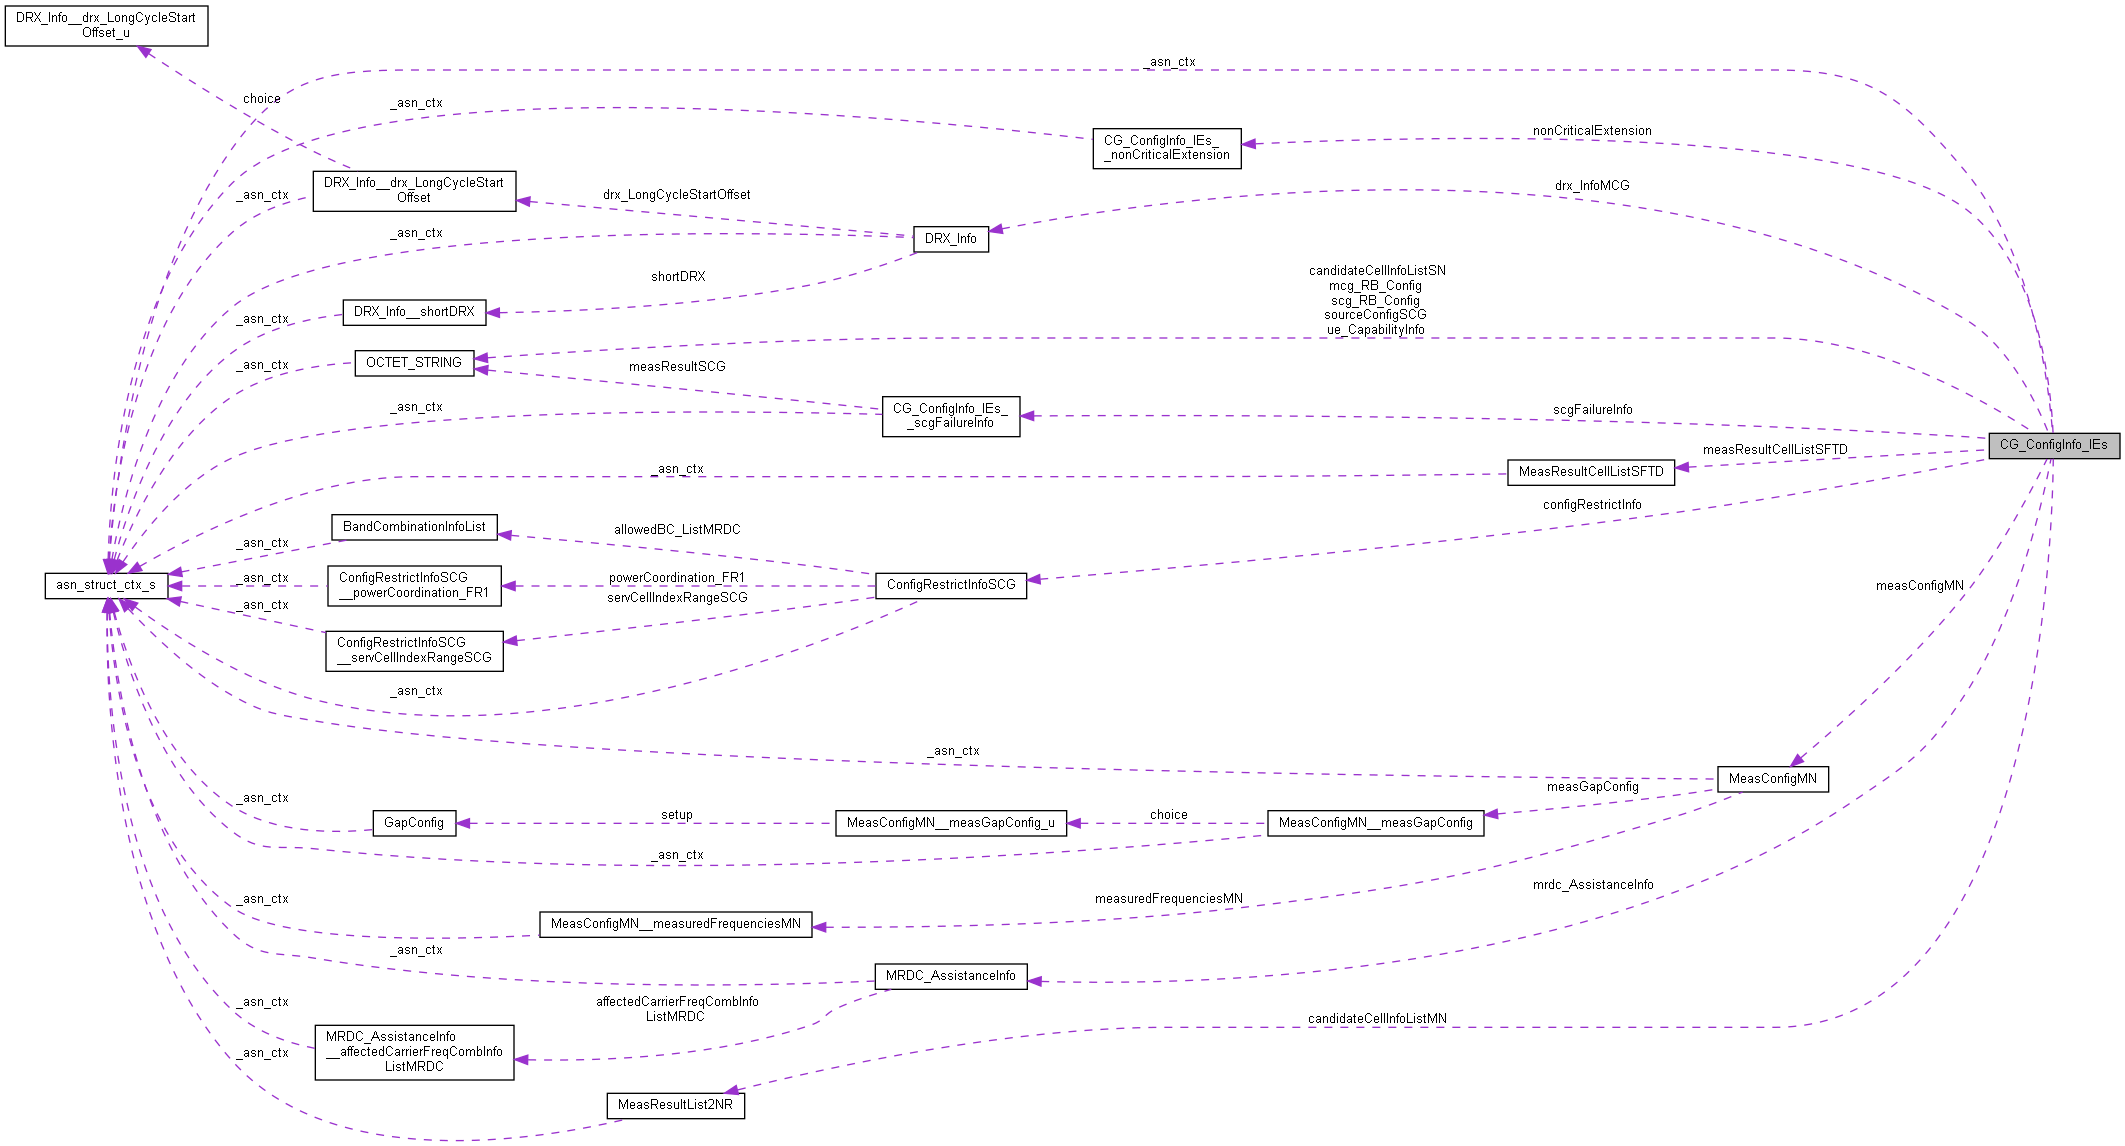 DRX_Info__drx_LongCycleStart
Offset_u
_asn_ctx
choice
_asn_ctx
nonCriticalExtension
CG_ConfigInfo_IEs_
_nonCriticalExtension
DRX_Info__drx_LongCycleStart
Offset
_asn_ctx
drx_LongCycleStartOffset
drx_InfoMCG
_asn_ctx
DRX_Info
shortDRX
candidateCellInfoListSN
mcg_RB_Config
scg_RB_Config
sourceConfigSCG
ue_CapabilityInfo
DRX_Info__shortDRX
_asn_ctx
OCTET_STRING
_asn_ctx
measResultSCG
_asn_ctx
CG_ConfigInfo_IEs_
_scgFailureInfo
scgFailureInfo
CG_ConfigInfo_IEs
measResultCellListSFTD
_asn_ctx
MeasResultCellListSFTD
configRestrictInfo
BandCombinationInfoList
allowedBC_ListMRDC
_asn_ctx
asn_struct_ctx_s
_asn_ctx
ConfigRestrictInfoSCG
__powerCoordination_FR1
powerCoordination_FR1
ConfigRestrictInfoSCG
servCellIndexRangeSCG
measConfigMN
_asn_ctx
ConfigRestrictInfoSCG
__servCellIndexRangeSCG
_asn_ctx
_asn_ctx
MeasConfigMN
measGapConfig
_asn_ctx
GapConfig
setup
MeasConfigMN__measGapConfig_u
choice
MeasConfigMN__measGapConfig
_asn_ctx
mrdc_AssistanceInfo
_asn_ctx
measuredFrequenciesMN
MeasConfigMN__measuredFrequenciesMN
_asn_ctx
MRDC_AssistanceInfo
_asn_ctx
affectedCarrierFreqCombInfo
ListMRDC
candidateCellInfoListMN
MRDC_AssistanceInfo
__affectedCarrierFreqCombInfo
ListMRDC
_asn_ctx
MeasResultList2NR